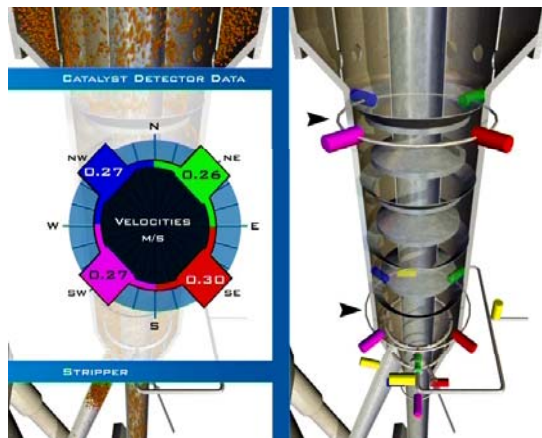 CATALYST DETECTOR DATA
N
NW
NE
0.27
0.26
W
VELOCITIES
E
M/S
0.27
0.30
SW
SE
S
STRIPPER